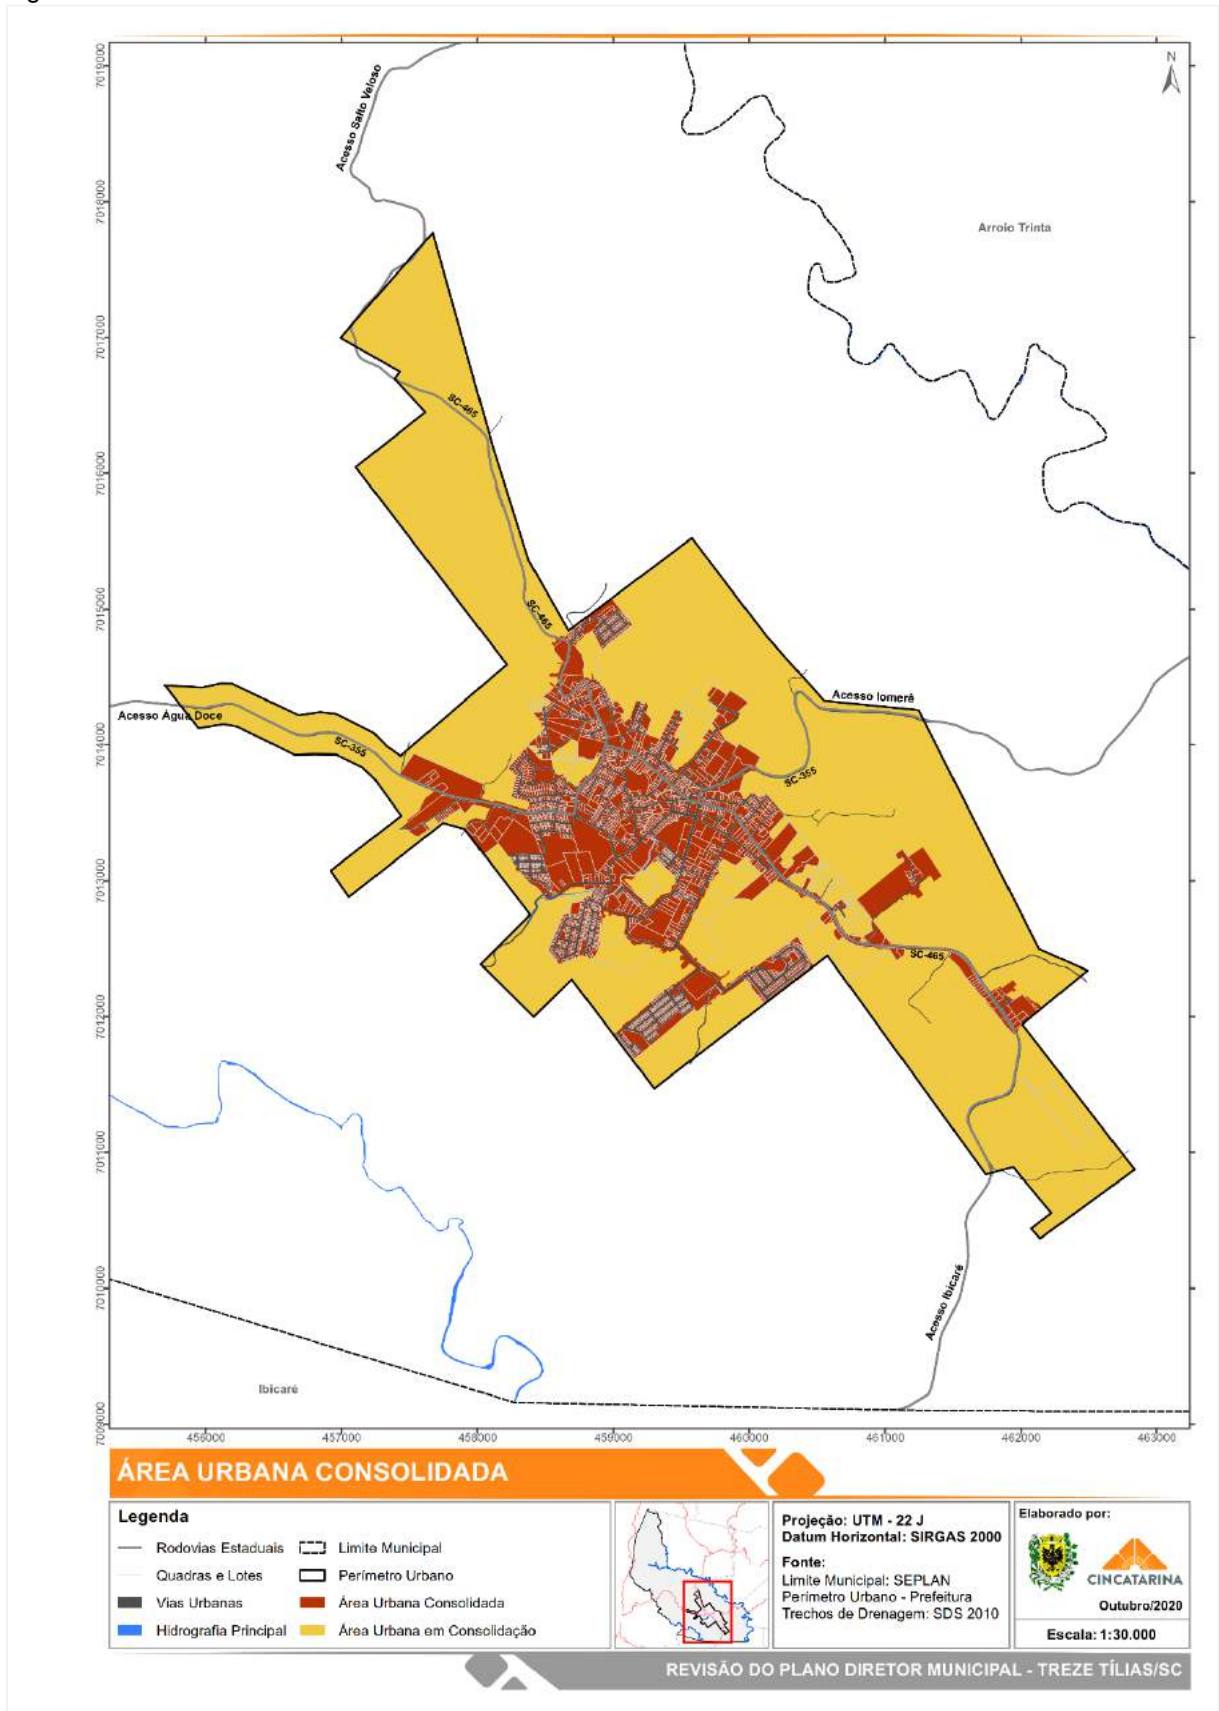 N
7019000
7018000
7017000
7016000
7015000
7014000
7013000
7012000
7011000
7010000
7009000
Acesso Salto Veloso
Arroio Trinta
SC-465
SC-465
Acesso Iomerê
Acesso Água Doce
SC-355
SC-355
SC-465
Acesso Ibicaré
Ibicaré
456000
457000
458000
459000
460000
461000
462000
463000
ÁREA URBANA CONSOLIDADA
Legenda
Rodovias Estaduais
Limite Municipal
Quadras e Lotes
Perímetro Urbano
Vias Urbanas
Área Urbana Consolidada
Hidrografia Principal
Área Urbana em Consolidação
Projeção: UTM - 22 J
Datum Horizontal: SIRGAS 2000
Fonte:
Limite Municipal: SEPLAN
Perimetro Urbano - Prefeitura
Trechos de Drenagem: SDS 2010
Elaborado por:
CINCATARINA
Outubro/2020
Escala: 1:30.000
REVISÃO DO PLANO DIRETOR MUNICIPAL - TREZE TÍLIAS/SC